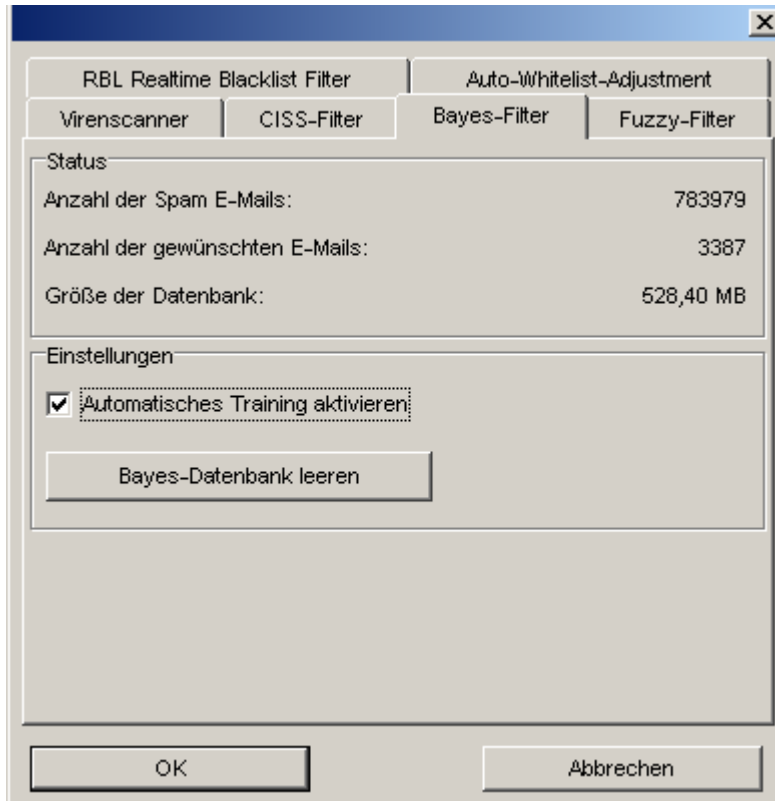 RBL Realtime Blacklist Filter
Auto-Whitelist-Adjustment
Virenscanner
CISS-Filter
Bayes-Filter
Fuzzy-Filter
Status
Anzahl der Spam E-Mails: 783979
Anzahl der gewünschten E-Mails: 3387
Größe der Datenbank: 528,40 MB
Einstellungen
Automatisches Training aktivieren
Bayes-Datenbank leeren
OK
Abbrechen